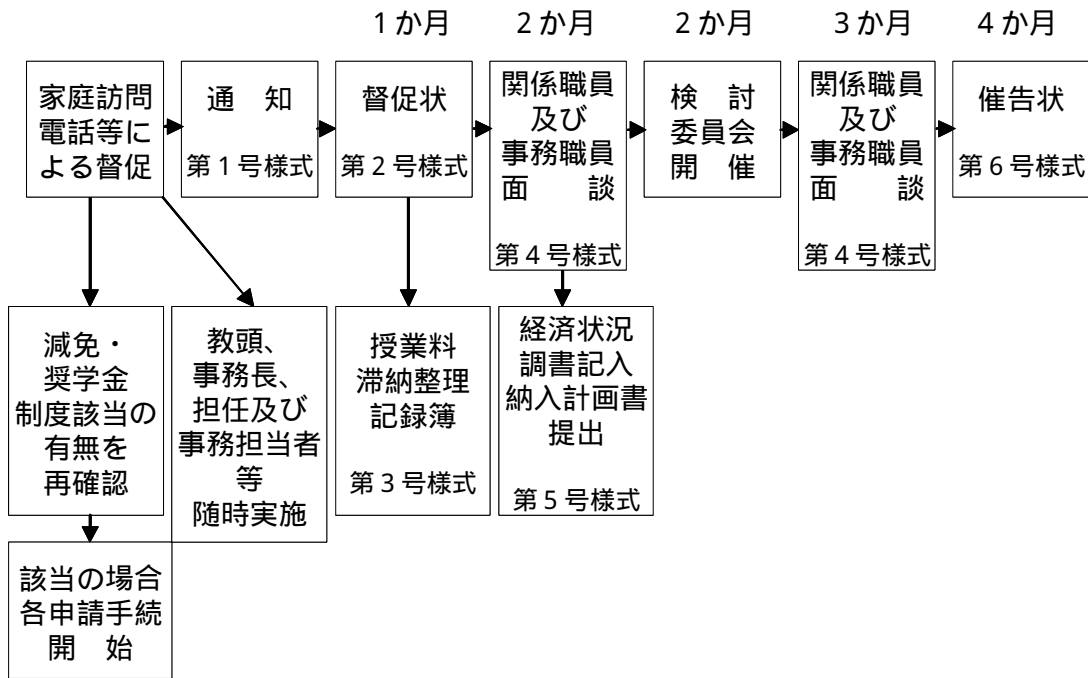 １か月
２か月
２か月
３か月
４か月
家庭訪問
電話等に
よる督促
通　知
第１号様式
督促状
第２号様式
関係職員
及び
事務職員
面　　談
第４号様式
検　討
委員会
開　催
関係職員
及び
事務職員
面　　談
第４号様式
催告状
第６号様式
減免・
奨学金
制度該当の
有無を
再確認
教頭、
事務長、
担任及び
事務担当者
等
随時実施
授業料
滞納整理
記録簿
第３号様式
経済状況
調書記入
納入計画書
提出
第５号様式
該当の場合
各申請手続
開　始